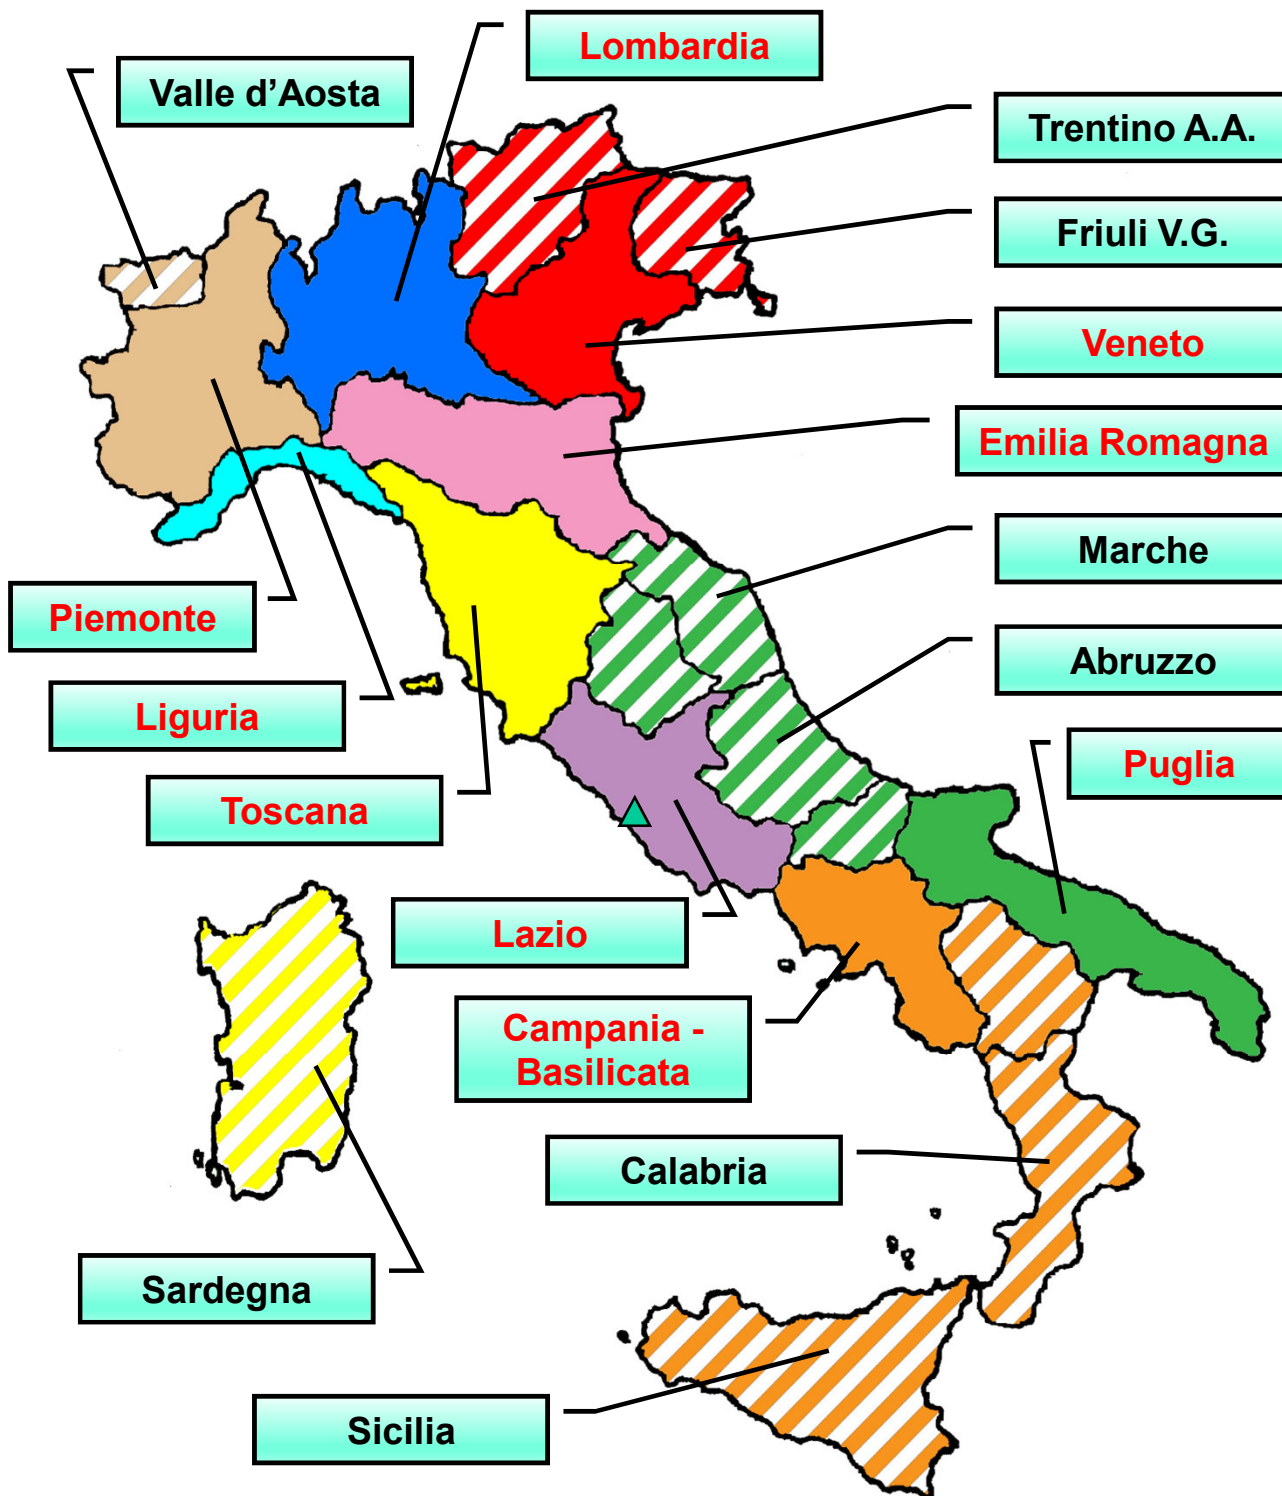 Lombardia
Valle d’Aosta
Trentino A.A.
Friuli V.G.
Veneto
Emilia Romagna
Marche
Piemonte
Abruzzo
Liguria
Puglia
Toscana
Lazio
Campania -
Basilicata
Calabria
Sardegna
Sicilia